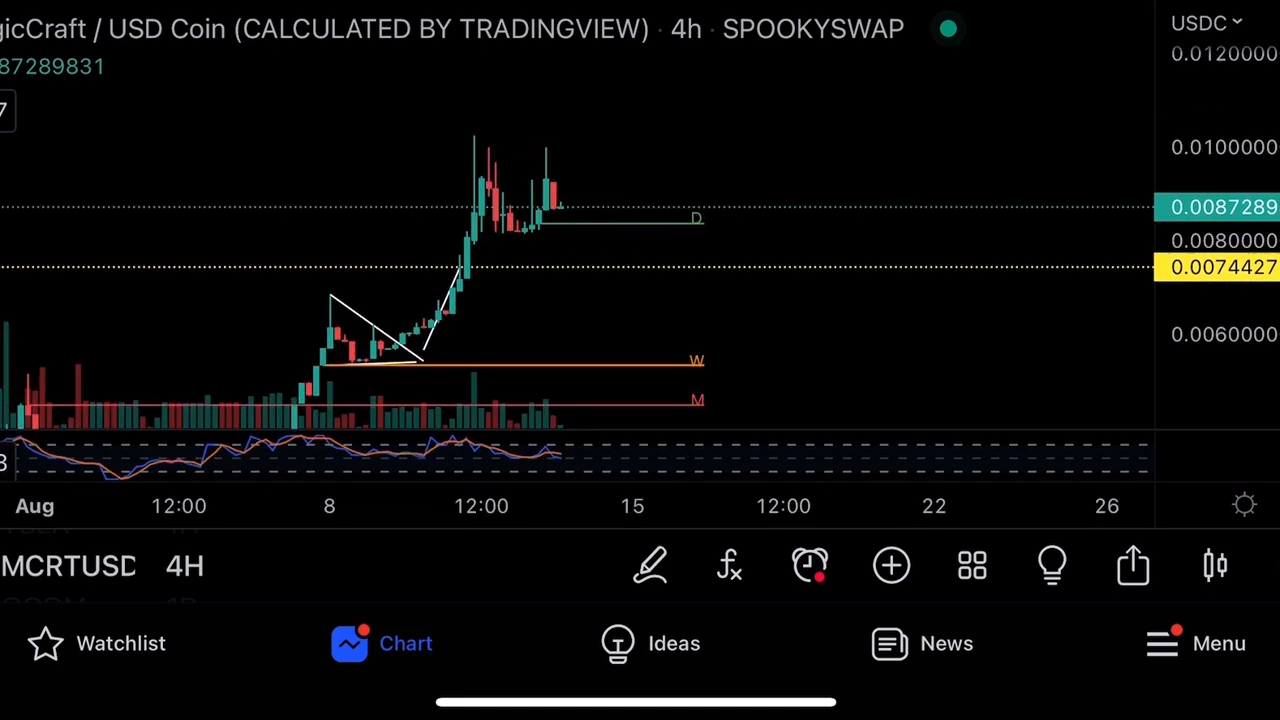 gicCraft / USD Coin (CALCULATED BY TRADINGVIEW) · 4h · SPOOKYSWAP
USDC
87289831
0.0120000
7
0.0100000
0.0087289
D
0.0080000
0.0074427
0.0060000
W
M
3
Aug 12:00 8 12:00 15 12:00 22 26
MCRTUSD 4H
Watchlist Chart Ideas News Menu